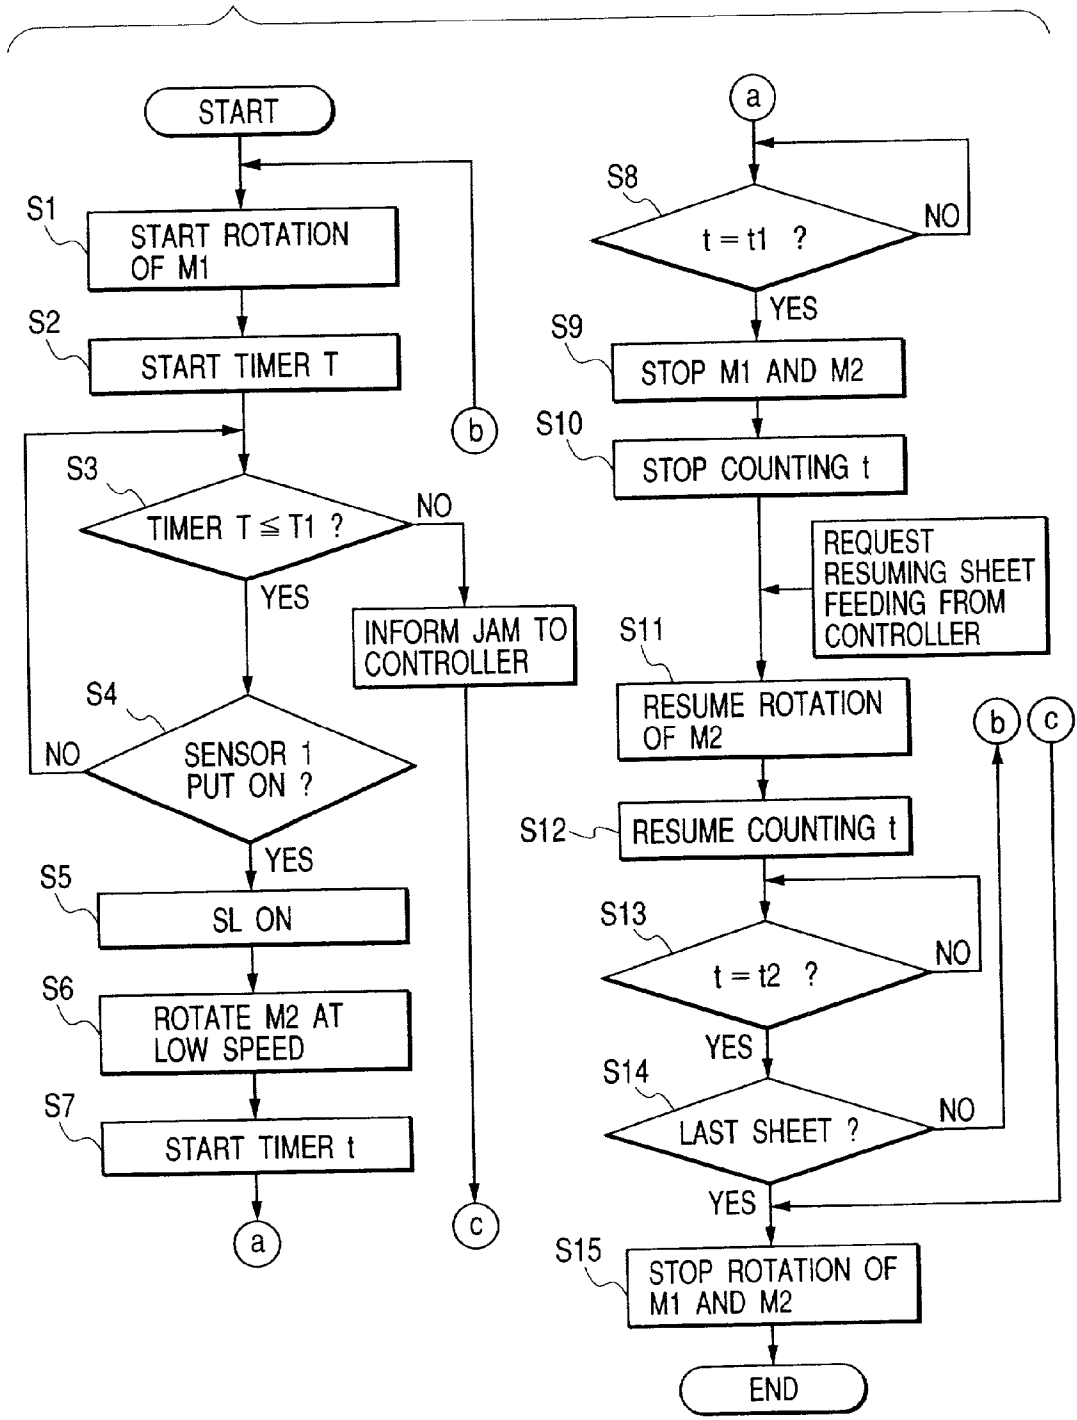 START
S1
START ROTATION
OF M1
S2
START TIMER T
b
S3
TIMER T ≦ T1 ?
NO
YES
INFORM JAM TO
CONTROLLER
S4
SENSOR 1
PUT ON ?
NO
YES
S5
SL ON
S6
ROTATE M2 AT
LOW SPEED
S7
START TIMER t
a
c
a
S8
t = t1 ?
NO
YES
S9
STOP M1 AND M2
S10
STOP COUNTING t
REQUEST
RESUMING SHEET
FEEDING FROM
CONTROLLER
S11
RESUME ROTATION
OF M2
b
c
S12
RESUME COUNTING t
S13
t = t2 ?
NO
YES
S14
LAST SHEET ?
NO
YES
S15
STOP ROTATION OF
M1 AND M2
END